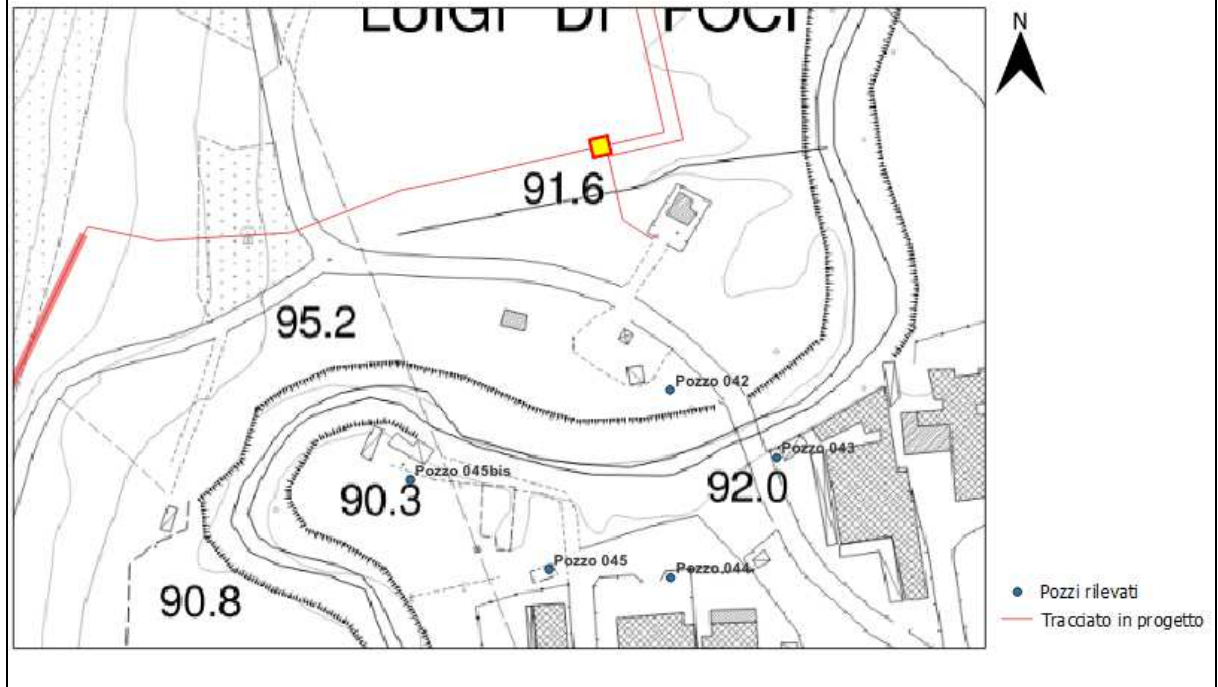 LUIGI DI FOCI
N
91.6
95.2
Pozzo 042
Pozzo 043
Pozzo 045bis
90.3
92.0
Pozzo 045
Pozzo 044
90.8
Pozzi rilevati
Tracciato in progetto